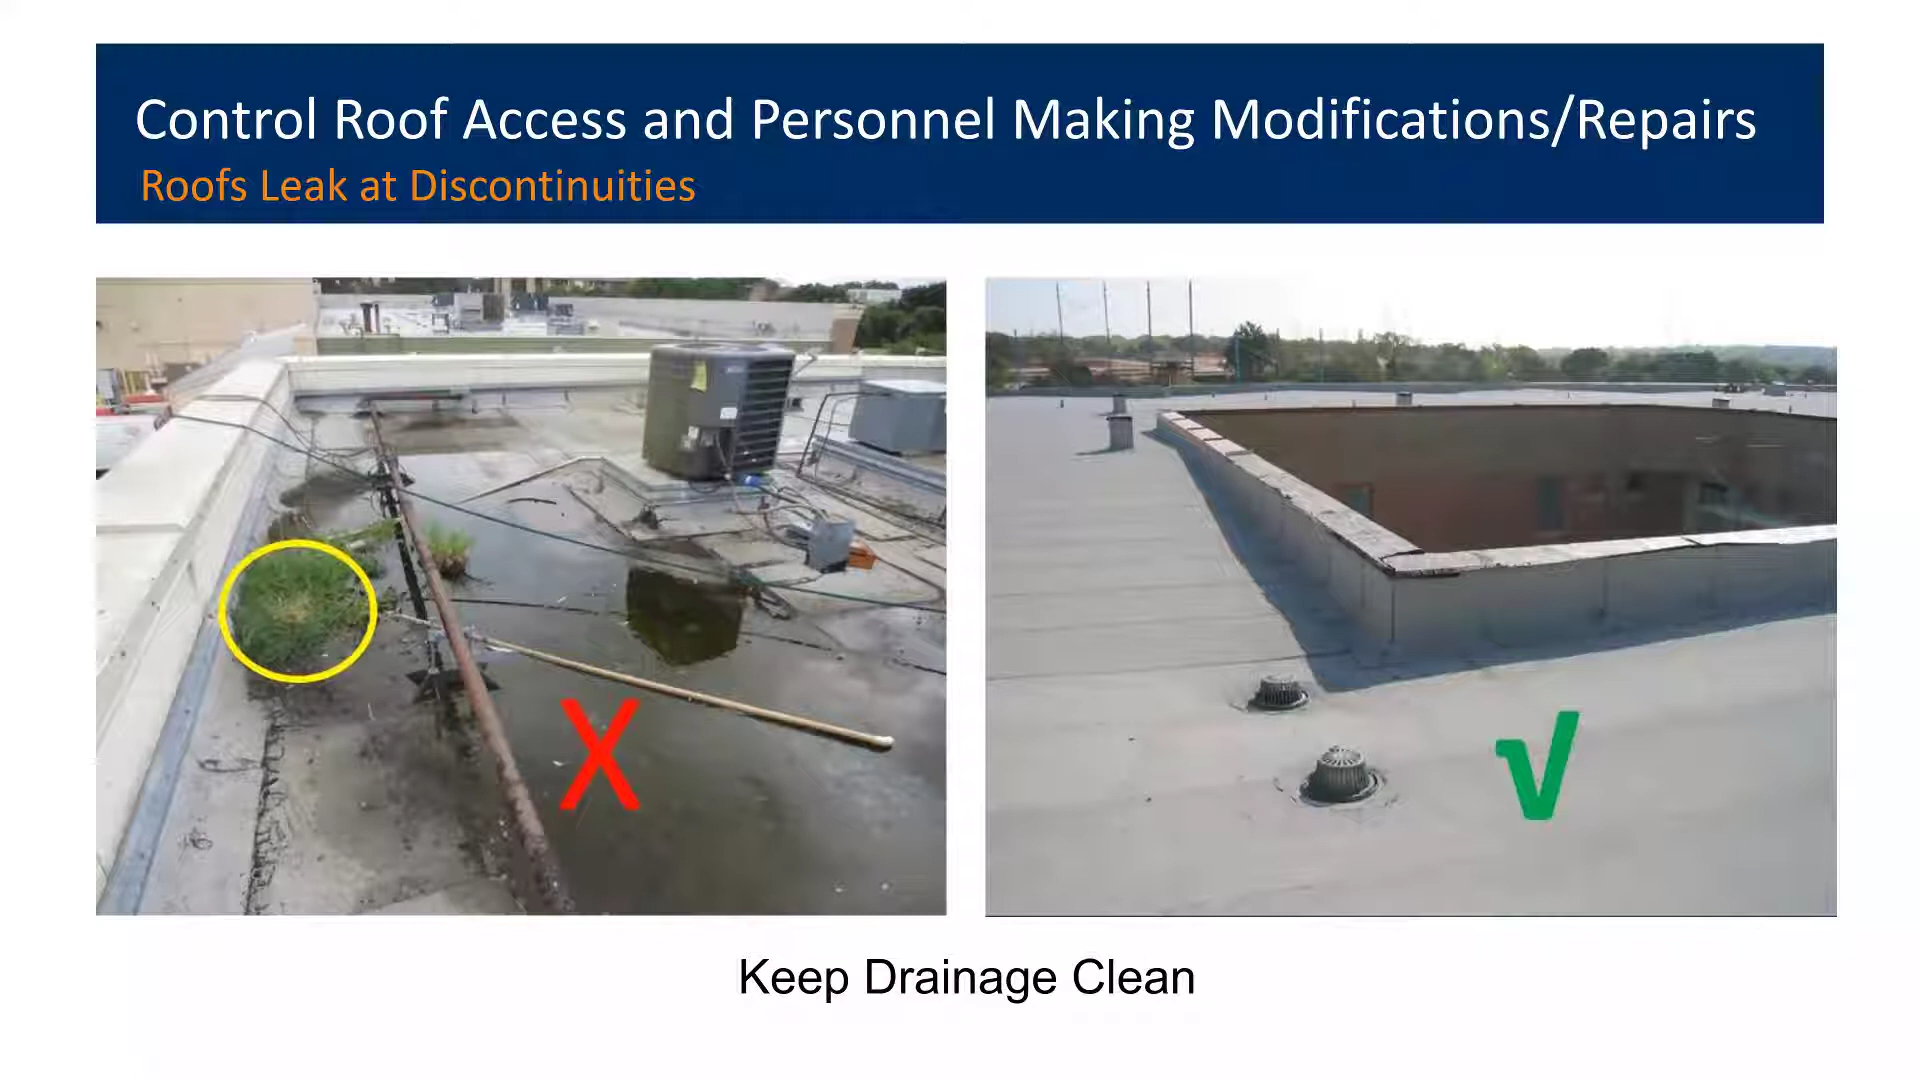 Control Roof Access and Personnel Making Modifications/Repairs
Roofs Leak at Discontinuities
X
√
Keep Drainage Clean